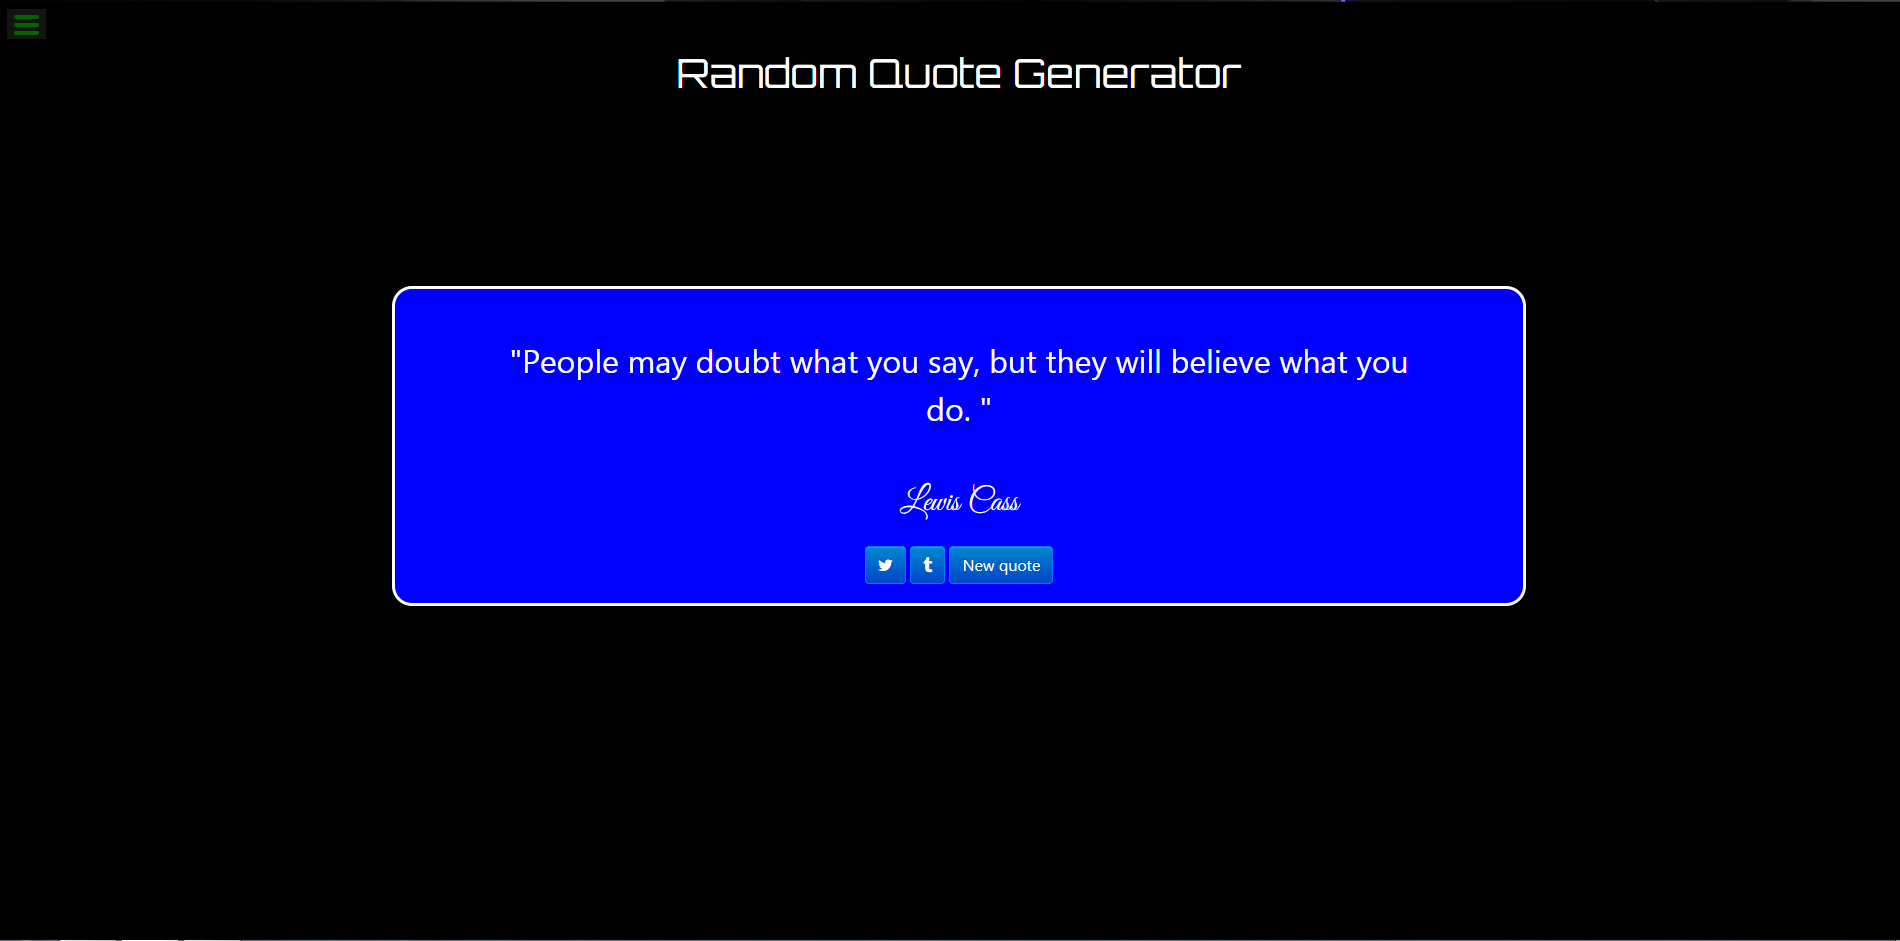 Random Quote Generator
"People may doubt what you say, but they will believe what you
do. "
Lewis Cass
New quote